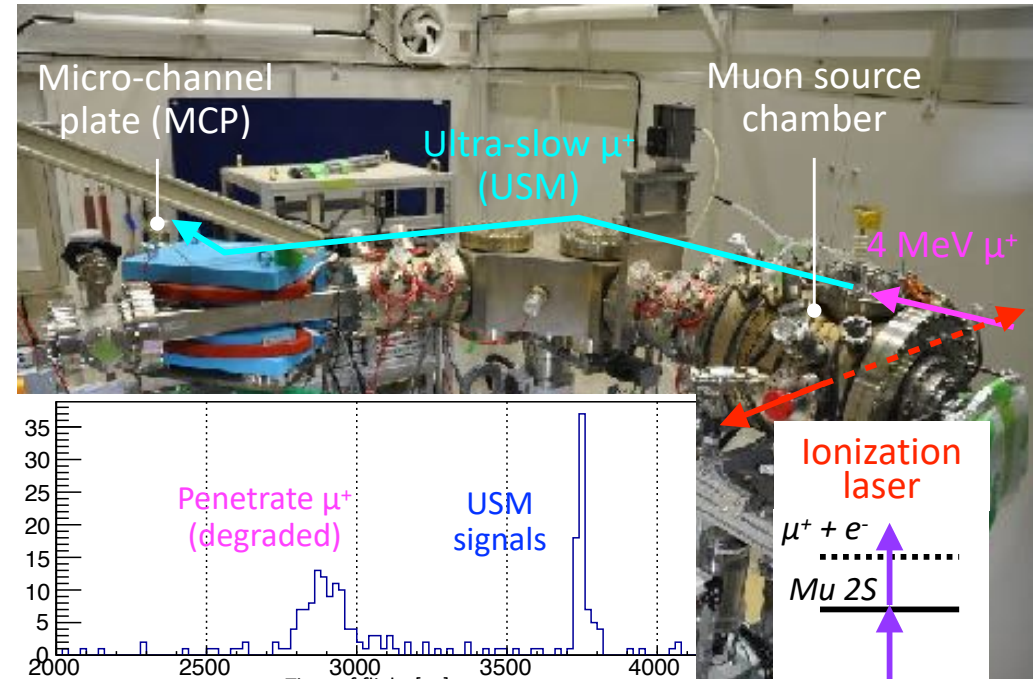 Micro-channel
plate (MCP)
Muon source
chamber
Ultra-slow μ⁺
(USM)
4 MeV μ⁺
35
30
25
20
15
10
5
0
Penetrate μ⁺
(degraded)
USM
signals
2000
2500
3000
3500
4000
Ionization
laser
μ⁺ + e⁻
Mu 2S